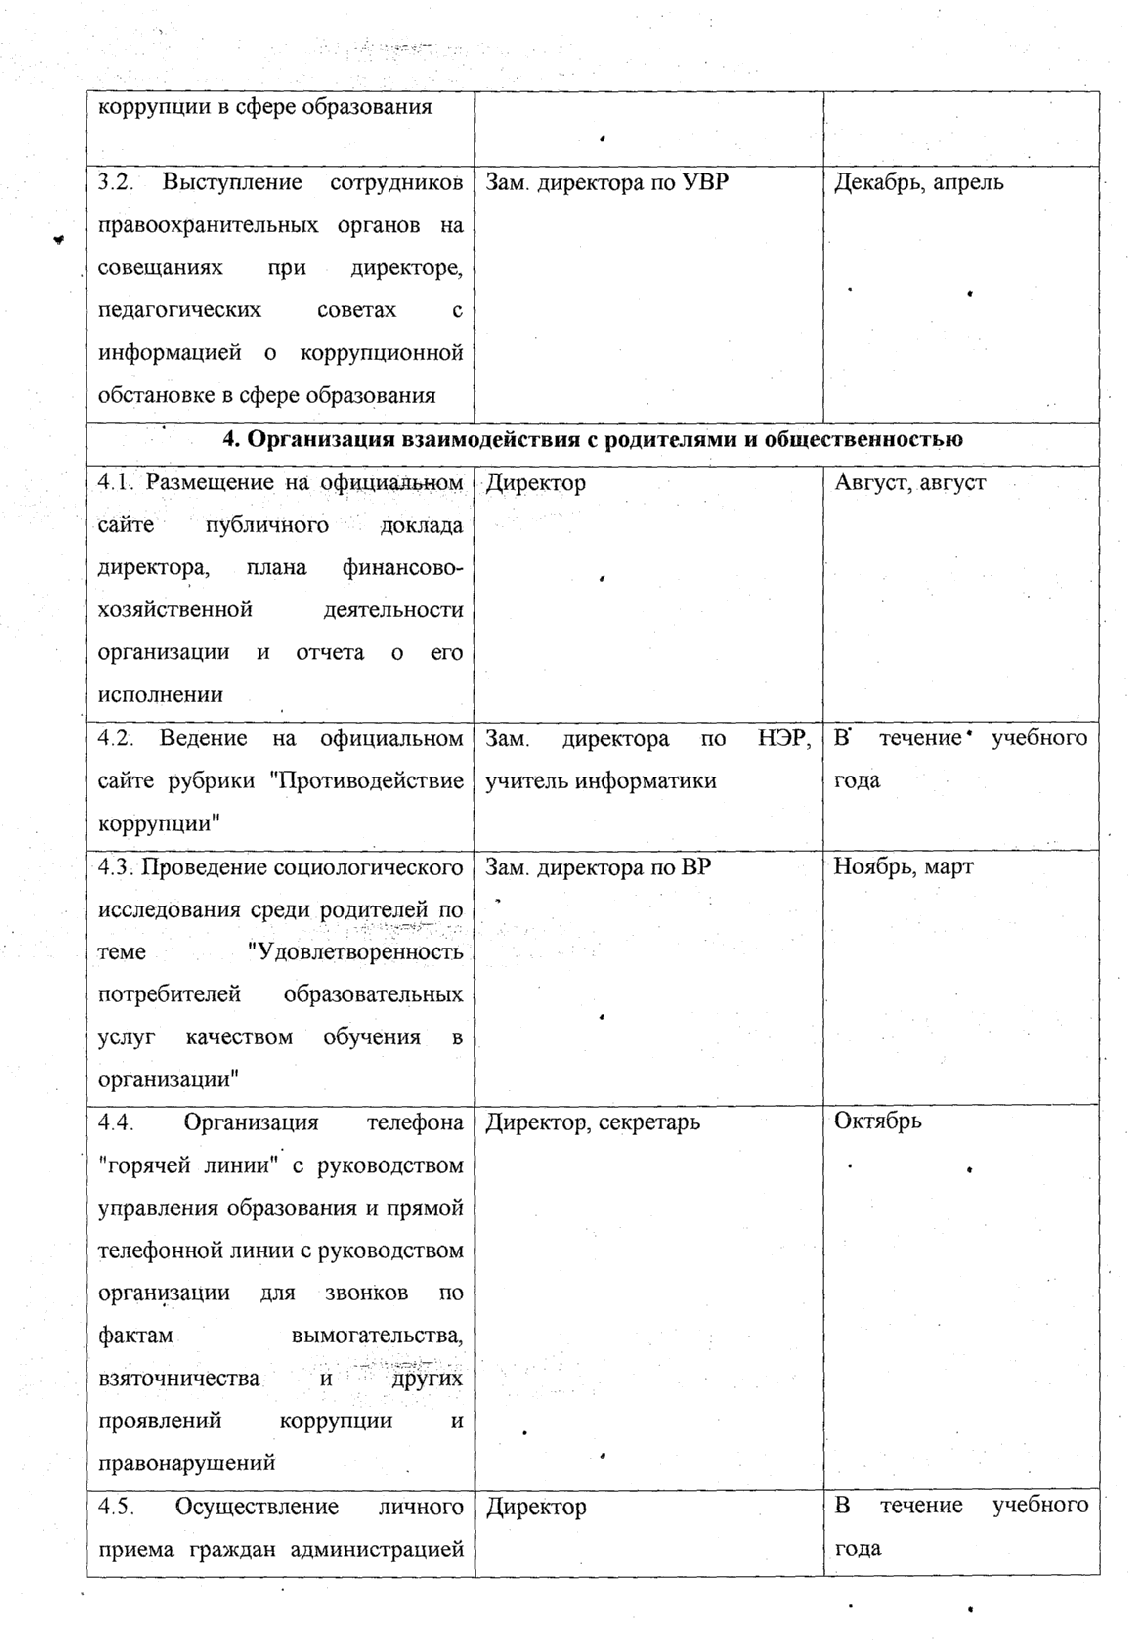 коррупции в сфере образования
3.2. Выступление сотрудников
правоохранительных органов на
совещаниях при директоре,
педагогических советах с
информацией о коррупционной
обстановке в сфере образования
Зам. директора по УВР
Декабрь, апрель
4. Организация взаимодействия с родителями и общественностью
4.1. Размещение на официальном
сайте публичного доклада
директора, плана финансово-
хозяйственной деятельности
организации и отчета о его
исполнении
Директор
Август, август
4.2. Ведение на официальном
сайте рубрики "Противодействие
коррупции"
Зам. директора по НЭР,
учитель информатики
В течение учебного
года
4.3. Проведение социологического
исследования среди родителей по
теме "Удовлетворенность
потребителей образовательных
услуг качеством обучения в
организации"
Зам. директора по ВР
Ноябрь, март
4.4. Организация телефона
"горячей линии" с руководством
управления образования и прямой
телефонной линии с руководством
организации для звонков по
фактам вымогательства,
взяточничества и других
проявлений коррупции и
правонарушений
Директор, секретарь
Октябрь
4.5. Осуществление личного
приема граждан администрацией
Директор
В течение учебного
года